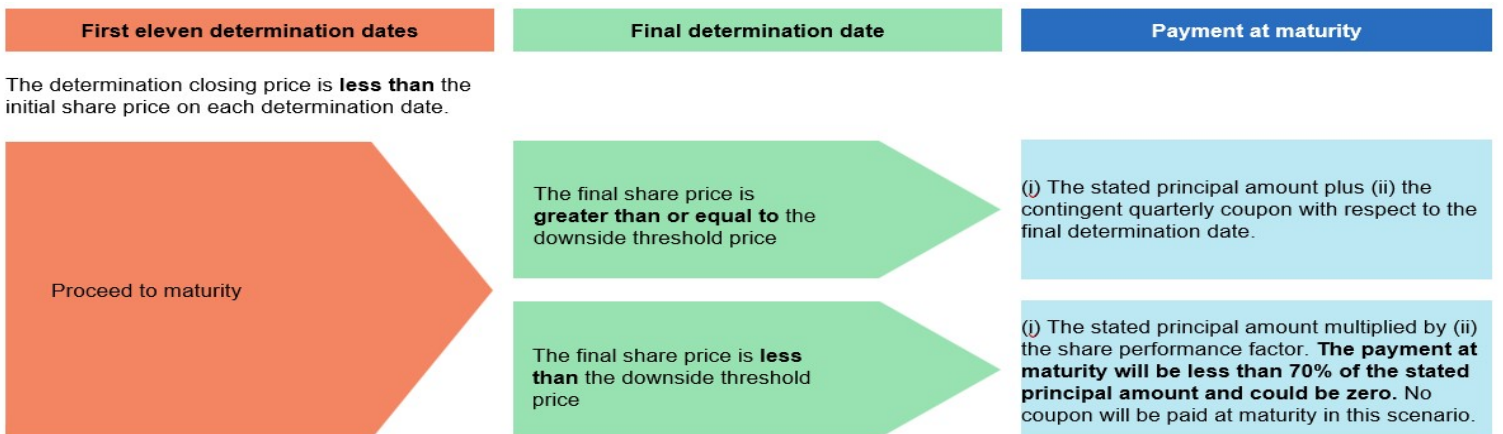 First eleven determination dates
Final determination date
Payment at maturity
The determination closing price is less than the
initial share price on each determination date.
Proceed to maturity
The final share price is
greater than or equal to the
downside threshold price
(i) The stated principal amount plus (ii) the
contingent quarterly coupon with respect to the
final determination date.
The final share price is less
than the downside threshold
price
(i) The stated principal amount multiplied by (ii)
the share performance factor. The payment at
maturity will be less than 70% of the stated
principal amount and could be zero. No
coupon will be paid at maturity in this scenario.